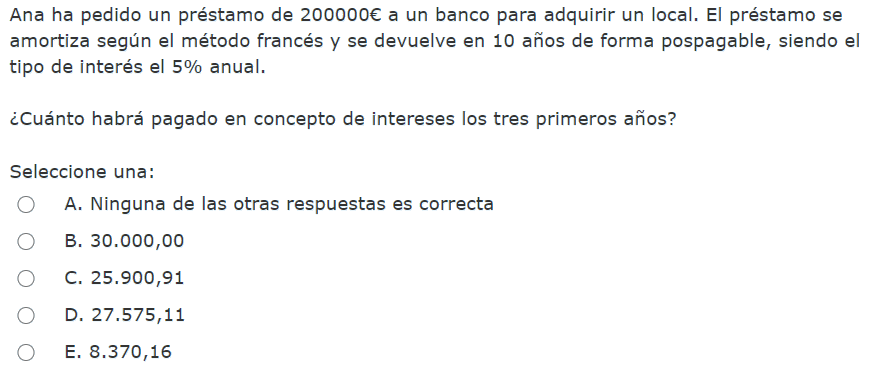 Ana ha pedido un préstamo de 200000€ a un banco para adquirir un local. El préstamo se
amortiza según el método francés y se devuelve en 10 años de forma pospagable, siendo el
tipo de interés el 5% anual.
¿Cuánto habrá pagado en concepto de intereses los tres primeros años?
Seleccione una:
A. Ninguna de las otras respuestas es correcta
B. 30.000,00
C. 25.900,91
D. 27.575,11
E. 8.370,16